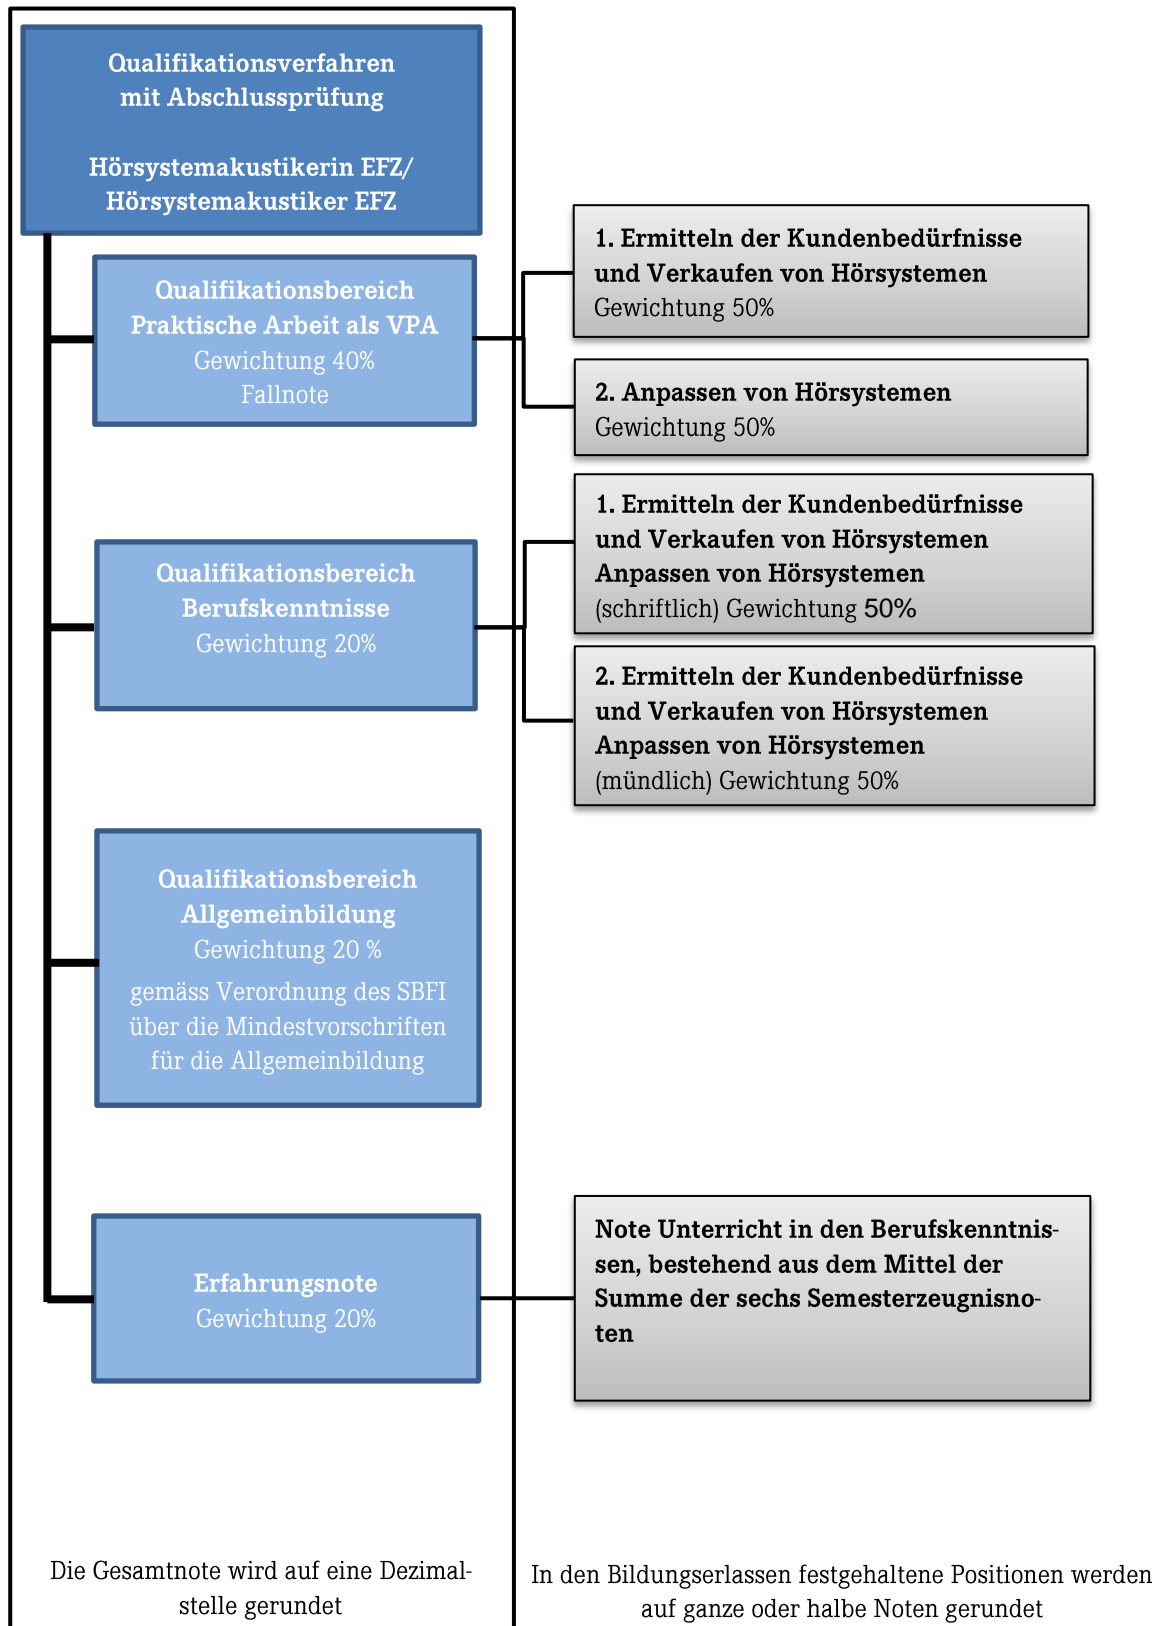 Qualifikationsverfahren
mit Abschlussprüfung
Hörsystemakustikerin EFZ/
Hörsystemakustiker EFZ
Qualifikationsbereich
Praktische Arbeit als VPA
Gewichtung 40%
Fallnote
1. Ermitteln der Kundenbedürfnisse
und Verkaufen von Hörsystemen
Gewichtung 50%
2. Anpassen von Hörsystemen
Gewichtung 50%
Qualifikationsbereich
Berufskenntnisse
Gewichtung 20%
1. Ermitteln der Kundenbedürfnisse
und Verkaufen von Hörsystemen
Anpassen von Hörsystemen
(schriftlich) Gewichtung 50%
2. Ermitteln der Kundenbedürfnisse
und Verkaufen von Hörsystemen
Anpassen von Hörsystemen
(mündlich) Gewichtung 50%
Qualifikationsbereich
Allgemeinbildung
Gewichtung 20 %
gemäss Verordnung des SBFI
über die Mindestvorschriften
für die Allgemeinbildung
Erfahrungsnote
Gewichtung 20%
Note Unterricht in den Berufskenntnis-
sen, bestehend aus dem Mittel der
Summe der sechs Semesterzeugnisno-
ten
Die Gesamtnote wird auf eine Dezimal-
stelle gerundet
In den Bildungserlassen festgehaltene Positionen werden
auf ganze oder halbe Noten gerundet